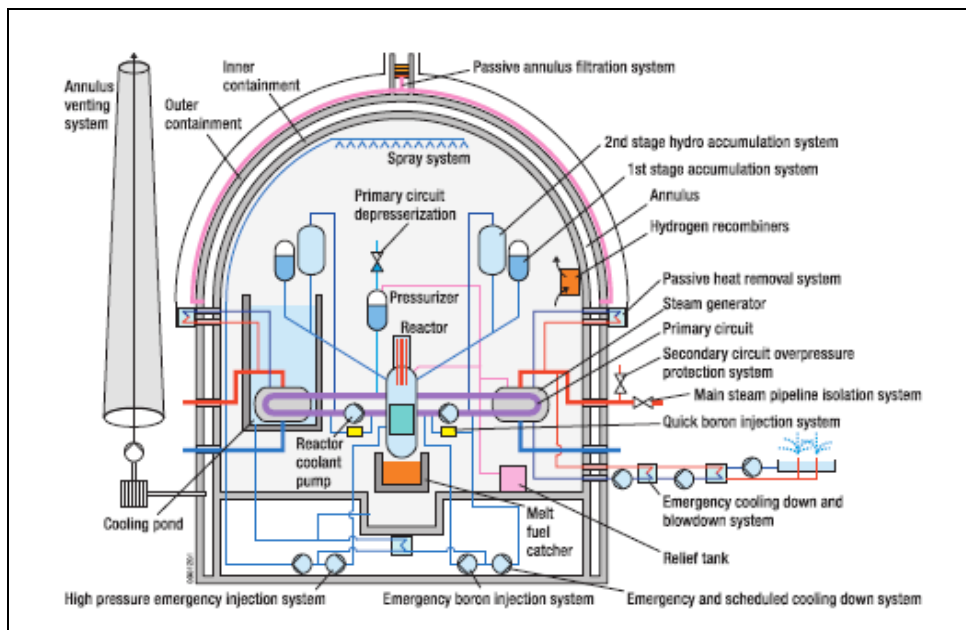 Annulus
venting
system
Inner
containment
Outer
containment
Passive annulus filtration system
Spray system
2nd stage hydro accumulation system
1st stage accumulation system
Primary circuit
depresserization
Annulus
Hydrogen recombiners
Pressurizer
Passive heat removal system
Steam generator
Reactor
Primary circuit
Secondary circuit overpressure
protection system
Main steam pipeline isolation system
Quick boron injection system
Reactor
coolant
pump
Cooling pond
Melt
fuel
catcher
Emergency cooling down and
blowdown system
Relief tank
High pressure emergency injection system
Emergency boron injection system
Emergency and scheduled cooling down system